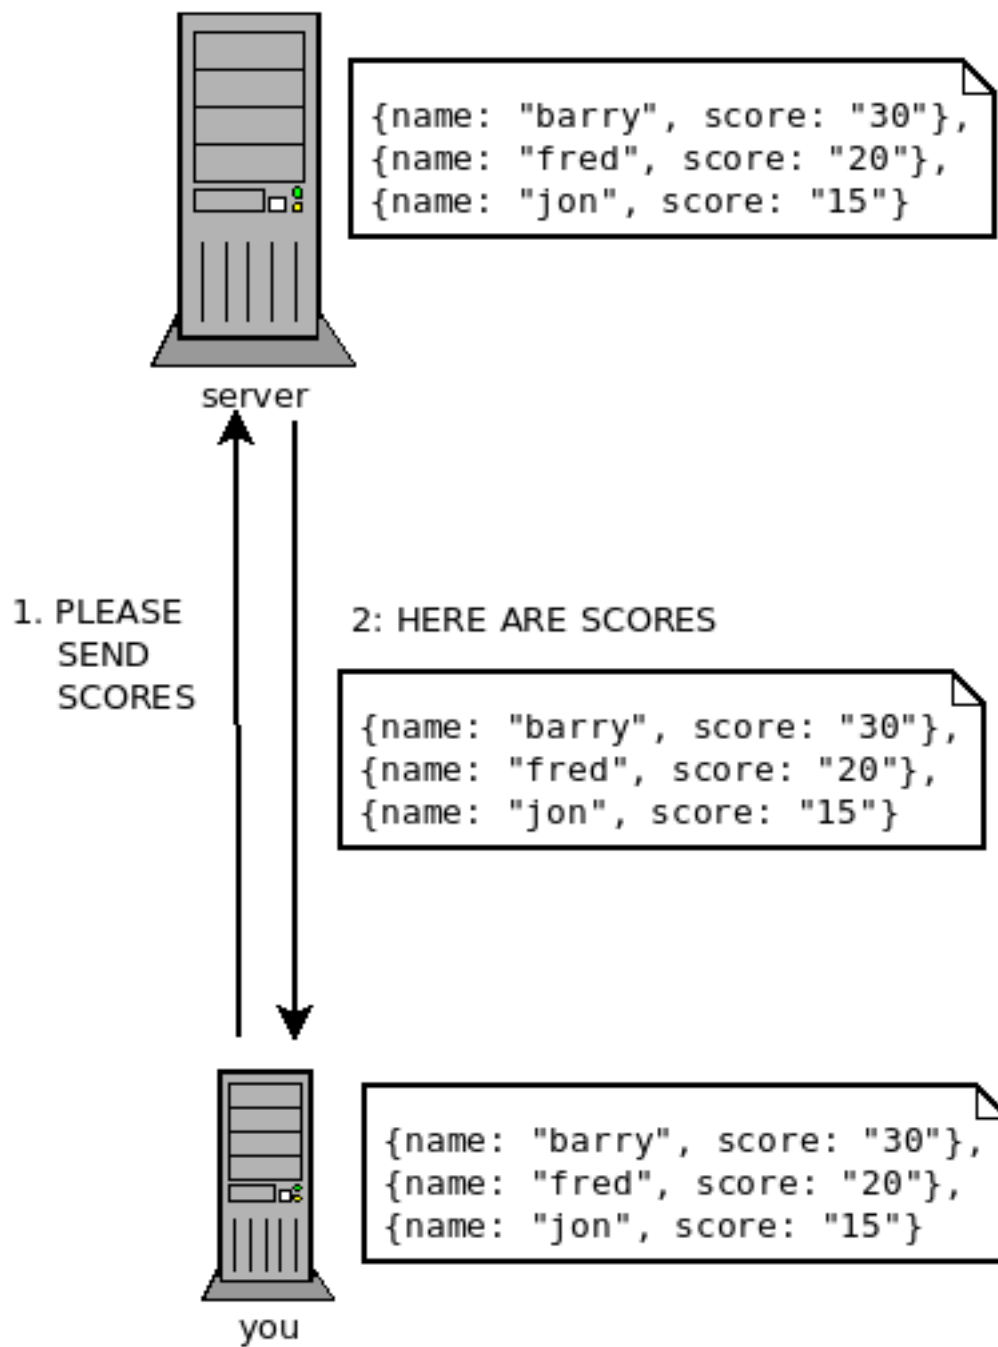 {name: "barry", score: "30"},
{name: "fred", score: "20"},
{name: "jon", score: "15"}
server
1. PLEASE
SEND
SCORES
2: HERE ARE SCORES
{name: "barry", score: "30"},
{name: "fred", score: "20"},
{name: "jon", score: "15"}
{name: "barry", score: "30"},
{name: "fred", score: "20"},
{name: "jon", score: "15"}
you